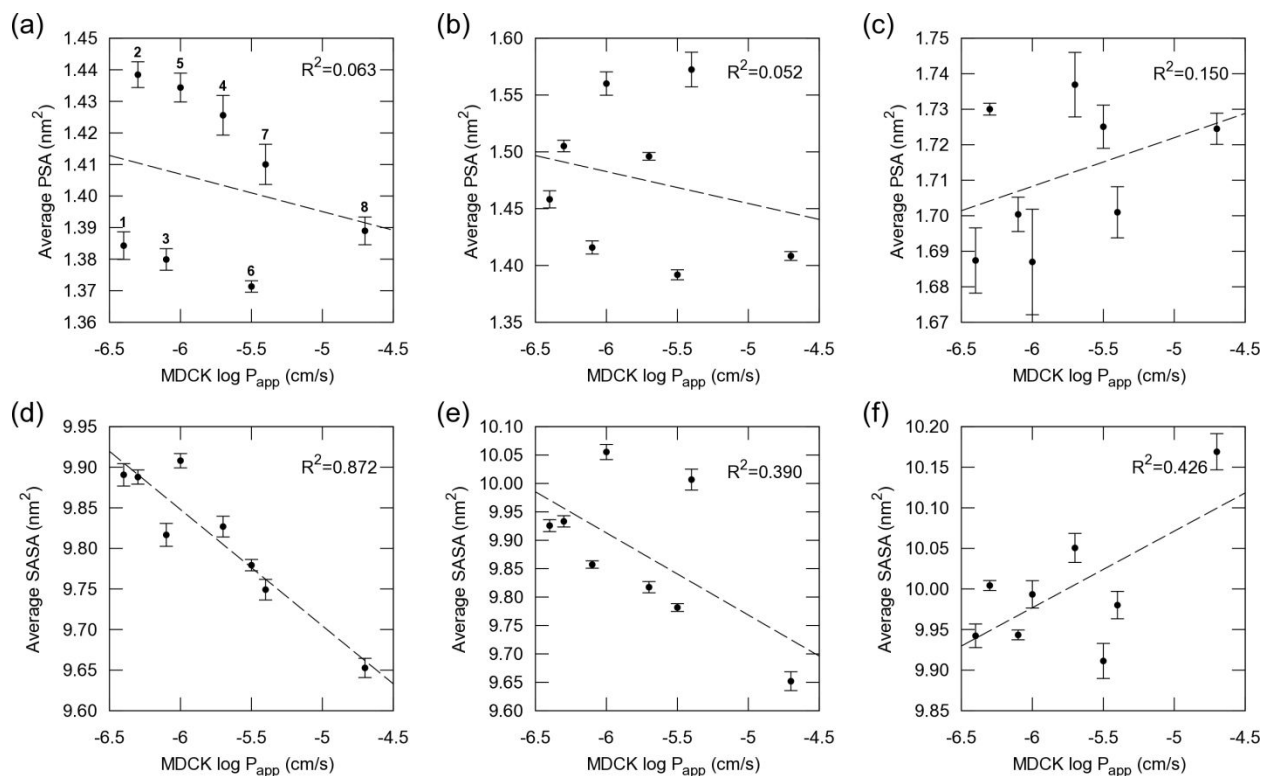 (a)
Average PSA (nm²)
1.45
1.44
1.43
1.42
1.41
1.40
1.39
1.38
1.37
1.36
R²=0.063
2
5
4
7
1
3
8
6
-6.5 -6 -5.5 -5 -4.5
MDCK log Papp (cm/s)
(b)
Average PSA (nm²)
1.60
1.55
1.50
1.45
1.40
1.35
R²=0.052
-6.5 -6 -5.5 -5 -4.5
MDCK log Papp (cm/s)
(c)
Average PSA (nm²)
1.75
1.74
1.73
1.72
1.71
1.70
1.69
1.68
1.67
R²=0.150
-6.5 -6 -5.5 -5 -4.5
MDCK log Papp (cm/s)
(d)
Average SASA (nm²)
9.95
9.90
9.85
9.80
9.75
9.70
9.65
9.60
R²=0.872
-6.5 -6 -5.5 -5 -4.5
MDCK log Papp (cm/s)
(e)
Average SASA (nm²)
10.10
10.05
10.00
9.95
9.90
9.85
9.80
9.75
9.70
9.65
9.60
R²=0.390
-6.5 -6 -5.5 -5 -4.5
MDCK log Papp (cm/s)
(f)
Average SASA (nm²)
10.20
10.15
10.10
10.05
10.00
9.95
9.90
9.85
R²=0.426
-6.5 -6 -5.5 -5 -4.5
MDCK log Papp (cm/s)